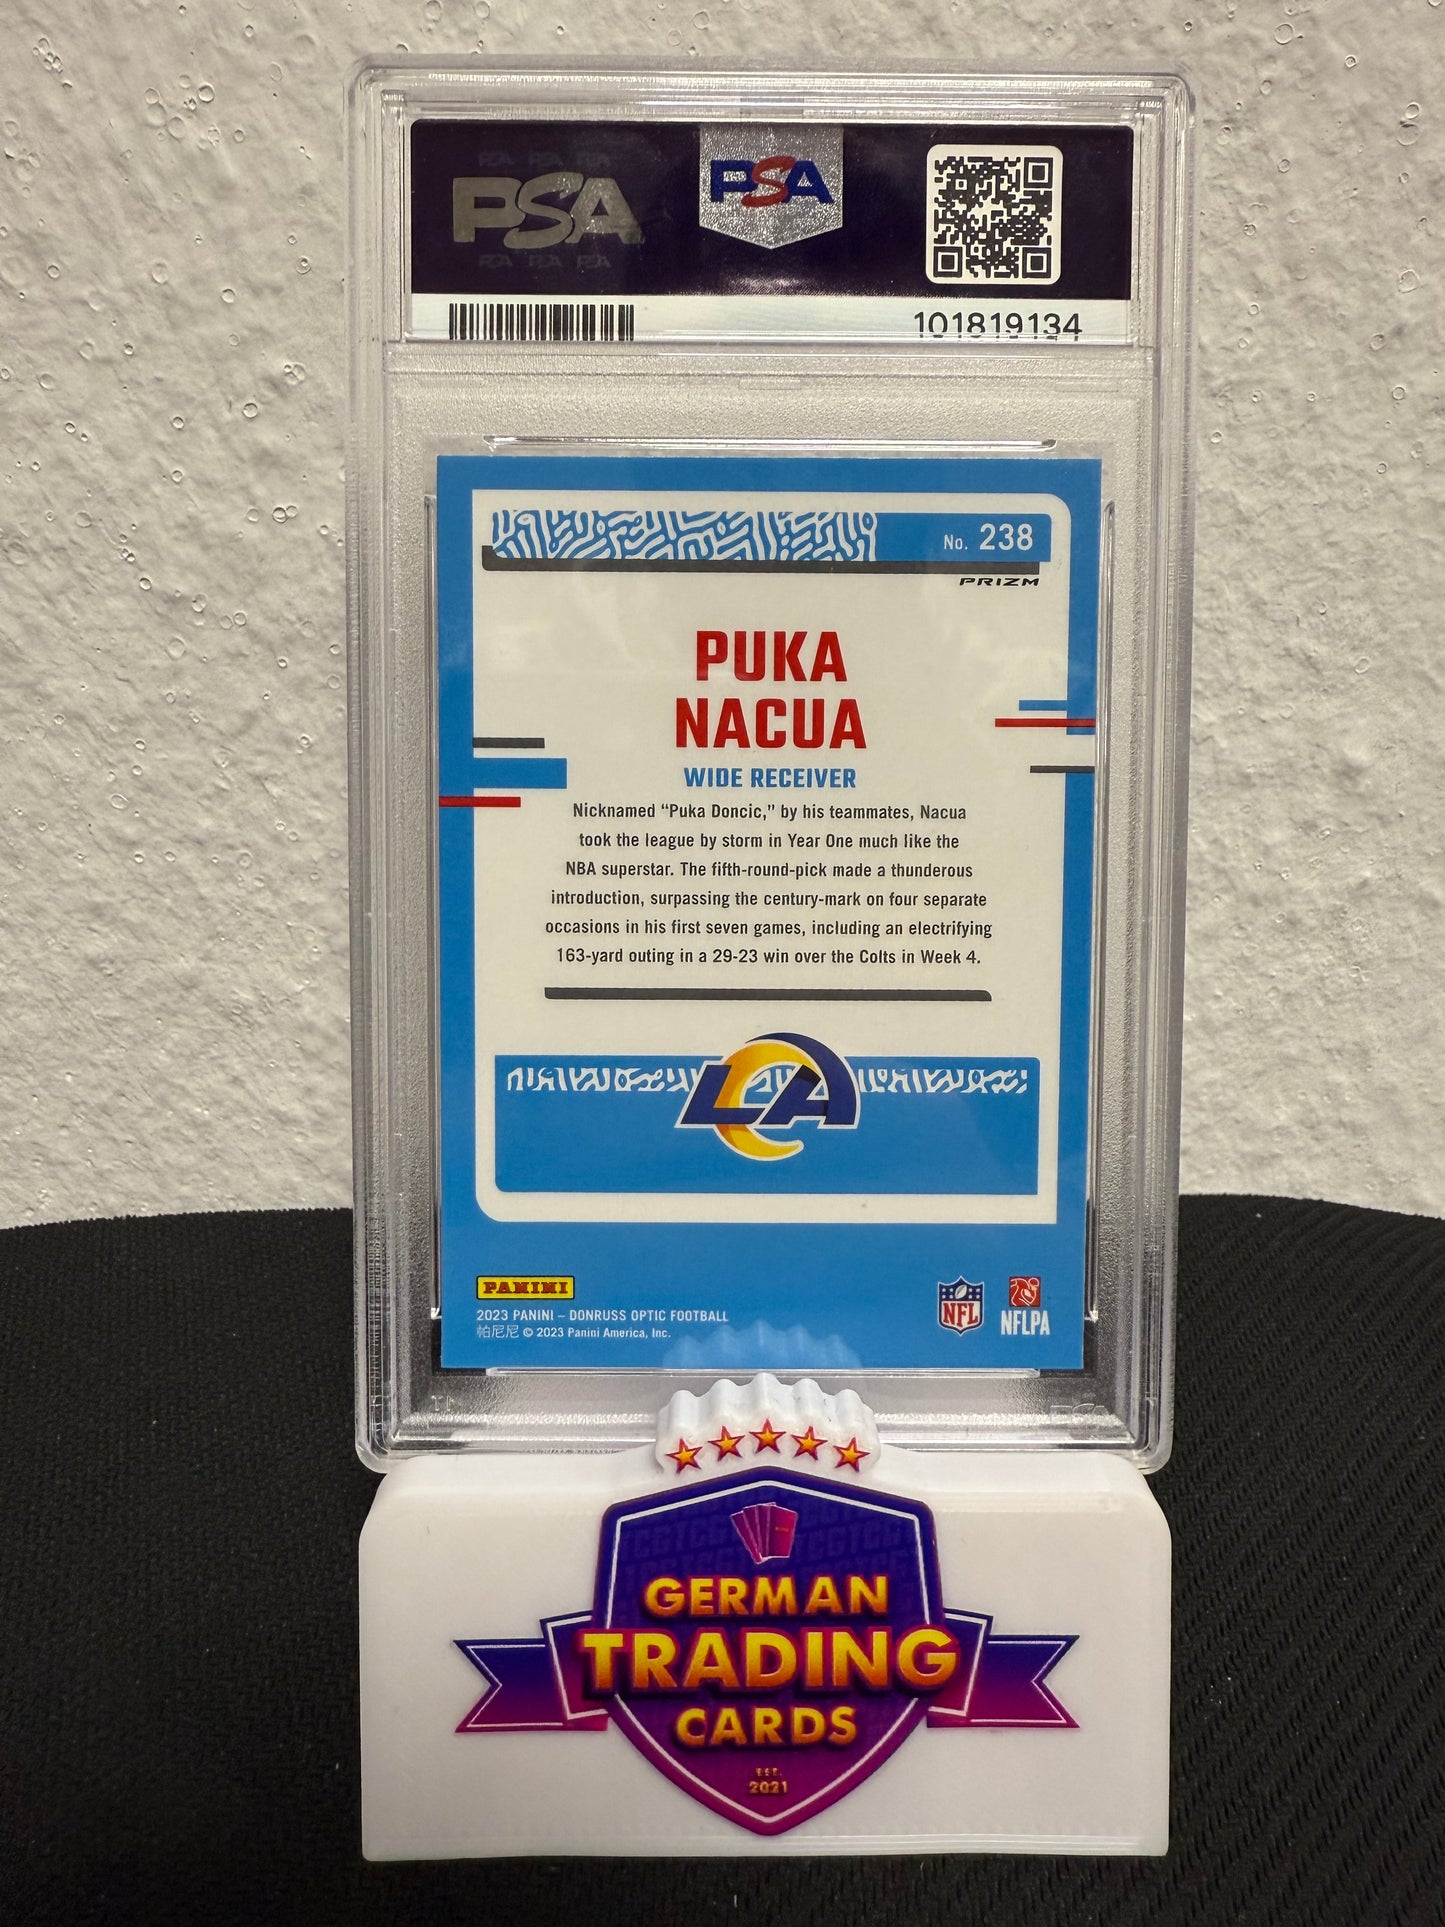 PSA
PSA
101819134
No. 238
PRIZM
PUKA
NACUA
WIDE RECEIVER
Nicknamed “Puka Doncic,” by his teammates, Nacua
took the league by storm in Year One much like the
NBA superstar. The fifth-round-pick made a thunderous
introduction, surpassing the century-mark on four separate
occasions in his first seven games, including an electrifying
163-yard outing in a 29-23 win over the Colts in Week 4.
LA
PANINI
2023 PANINI – DONRUSS OPTIC FOOTBALL
帕尼尼 © 2023 Panini America, Inc.
NFL
NFLPA
GERMAN
TRADING
CARDS
EST.
2021